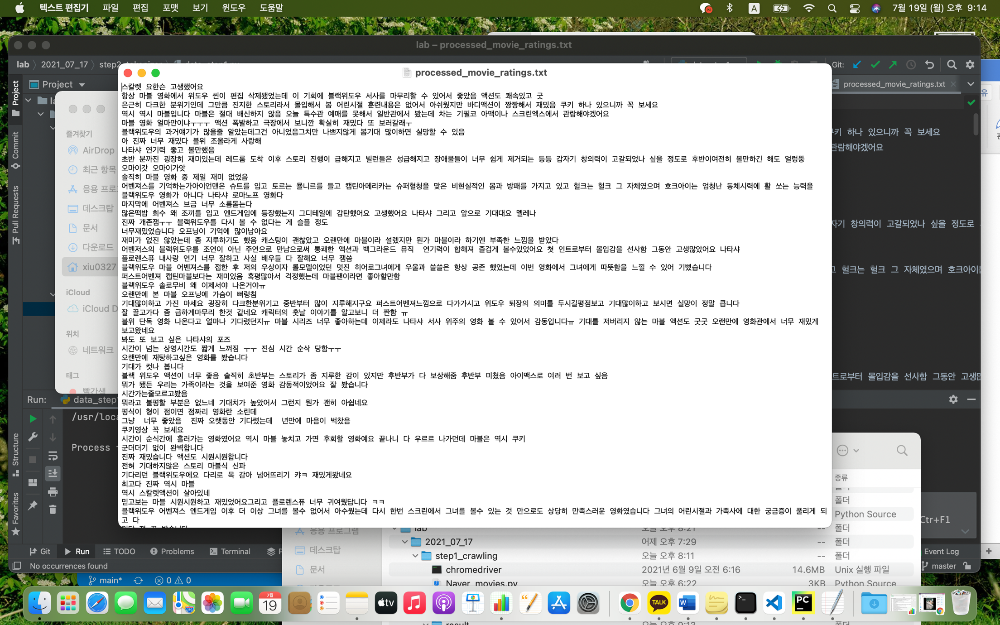 텍스트 편집기 파일 편집 포맷 보기 윈도우 도움말 A 7월 19일 (월) 오후 9:14
lab – processed_movie_ratings.txt
lab 2021_07_17
Git:
Project
processed_movie_ratings.txt
Project
Commit
Pull Requests
Structure
Favorites
즐겨찾기
AirDrop
최근 항목
응용 프로
데스크탑
문서
다운로드
xiu0327
iCloud
iCloud D
위치
네트워크
태그
빨간색
processed_movie_ratings.txt
스칼렛 요한슨 고생했어요
항상 마블 영화에서 위도우 씬이 편집 삭제됐었는데 이 기회에 블랙위도우 서사를 마무리할 수 있어서 좋았음 액션도 쾌속있고 굿
은근히 다크한 분위기인데 그만큼 진지한 스토리라서 몰입해서 봄 어린시절 훈련내용은 없어서 아쉬웠지만 바디액션이 짱짱해서 재밌음 쿠키 하나 있으니까 꼭 보세요
역시 역시 마블입니다 마블은 절대 배신하지 않음 오늘 특수관 예매를 못해서 일반관에서 봤는데 차는 기필코 아맥이나 스크린엑스에서 관람해야겠어요
마블 영화 얼마만이냐ㅜㅜㅜ 액션 폭발하고 극장에서 보니깐 확실히 재밌다 또 보러갈래ㅜ
블랙위도우의 과거얘기가 많을줄 알았는데그건 아니었음그치만 나쁘지않게 봄기대 많이하면 실망할 수 있음
아 진짜 너무 재밌다 블위 조올라게 사랑해
나타샤 연기력 좋고 볼만했음
초반 분까진 굉장히 재미있는데 레드룸 도착 이후 스토리 진행이 급해지고 빌런들은 성급해지고 장애물들이 너무 쉽게 제거되는 등등 갑자기 창의력이 고갈되었나 싶을 정도로 후반이여전히 볼만하긴 해도 얼렁뚱
오마이갓 오마이가앗
솔직히 마블 영화 중 제일 재미 없었음
어벤져스를 기억하는가아이언맨은 슈트를 입고 토르는 묠니르를 들고 캡틴아메리카는 슈퍼혈청을 맞은 비현실적인 몸과 방패를 가지고 있고 헐크는 헐크 그 자체였으며 호크아이는 엄청난 동체시력에 활 쏘는 능력을
블랙위도우 영화가 아니다 나타샤 로마노프 영화다
마지막에 어벤져스 브금 너무 소름돋는다
많은떡밥 회수 왜 조끼를 입고 엔드게임에 등장했는지 그디테일에 감탄했어요 고생했어요 나타샤 그리고 앞으로 기대대요 멜레나
진짜 개존잼ㅜㅜ 블랙위도우를 다시 볼 수 없다는 게 슬플 정도
너무재밌었습니다 오프닝이 기억에 많이남아요
재미가 없진 않았는데 좀 지루하기도 했음 캐스팅이 괜찮았고 오랜만에 마블이라 설렜지만 뭔가 마블이라 하기엔 부족한 느낌을 받았다
어벤저스의 블랙위도우를 조연이 아닌 주연으로 만남으로써 통쾌한 액션과 백그라운드 뮤직 연기력이 합해져 즐겁게 볼수있었어요 첫 인트로부터 몰입감을 선사함 그동안 고생많았어요 나타샤
플로렌스퓨 내사랑 연기 너무 잘하고 사실 배우들 다 잘해요 너무 잼씀
블랙위도우 마블 어벤져스를 접한 후 저의 우상이자 롤모델이었던 멋진 히어로그녀에게 우울과 쓸쓸은 항상 공존 했었는데 이번 영화에서 그녀에게 따뜻함을 느낄 수 있어 기뻤습니다
퍼스트어벤져 캡틴마블보다는 재미있음 혹평많아서 걱정했는데 마블팬이라면 좋아할만함
블랙위도우 솔로무비 왜 이제서야 나온거야ㅠ
오랜만에 본 마블 오프닝에 가슴이 뻐렁침
기대많이하고 가진 마세요 굉장히 다크한분위기고 중반부터 많이 지루해지구요 퍼스트어벤져느낌으로 다가가시고 위도우 퇴장의 의미를 두시길평점보고 기대많이하고 보시면 실망이 정말 큽니다
잘 끌고가다 좀 급하게마무리 한것 같네요 캐릭터의 훗날 이야기를 알고보니 더 짠함 ㅠ
블위 단독 영화 나온다고 얼마나 기다렸던지ㅠ 마블 시리즈 너무 좋아하는데 이제라도 나타샤 서사 위주의 영화 볼 수 있어서 감동입니다ㅠ 기대를 저버리지 않는 마블 액션도 굿굿 오랜만에 영화관에서 너무 재밌게
보고왔네요
봐도 또 보고 싶은 나타샤의 포즈
시간이 넘는 상영시간도 짧게 느껴짐 ㅜㅜ 진심 시간 순삭 당함ㅜㅜ
오랜만에 재탕하고싶은 영화를 봤습니다
기대가 컷나 봅니다
블랙 위도우 액션이 너무 좋음 솔직히 초반부는 스토리가 좀 지루한 감이 있지만 후반부가 다 보상해줌 후반부 미쳤음 아이맥스로 여러 번 보고 싶음
뭐가 됐든 우리는 가족이라는 것을 보여준 영화 감동적이었어요 잘 봤습니다
시간가는줄모르고봤음
뭐라고 불평할 부분은 없느네 기대치가 높았어서 그런지 뭔가 괜히 아쉽네요
평식이 형이 점이면 점짜리 영화란 소린데
그냥 너무 좋았음 진짜 오랫동안 기다렸는데 년만에 마음이 벅찼음
쿠키영상 꼭 보세요
시간이 순식간에 흘러가는 영화였어요 역시 마블 놓치고 가면 후회할 영화예요 끝나니 다 우르르 나가던데 마블은 역시 쿠키
군더더기 없이 완벽합니다
진짜 재밌습니다 액션도 시원시원합니다
전혀 기대하지않은 스토리 마블식 신파
기다리던 블랙위도우에요 다리로 목 감아 넘어뜨리기 캬ㅋ 재밌게봤네요
최고다 진짜 역시 마블
역시 스칼렛액션이 살아있네
믿고보는 마블 시원시원하고 재밌었어요그리고 플로렌스퓨 너무 귀여웠답니다 ㅋㅋ
블랙위도우 어벤져스 엔드게임 이후 더 이상 그녀를 볼수 없어서 아수웠는데 다시 한번 스크린에서 그녀를 볼수 있는 것 만으로도 상당히 만족스러운 영화였습니다 그녀의 어린시절과 가족사에 대한 궁금증이 풀리게 되
고 다
쿠키 하나 있으니까 꼭 보세요
관람해야겠어요
자기 창의력이 고갈되었나 싶을 정도로
고 헐크는 헐크 그 자체였으며 호크아이는
트로부터 몰입감을 선사함 그동안 고생많
Run: data_step
/usr/loca
Process
종류
폴더
Python Source
Ctr+F1
응용 프로그램
lab 오늘 오후 8:21 -- 폴더
2021_07_17 어제 오후 7:29 -- 폴더
데스크탑
step1_crawling 오늘 오후 8:11 -- 폴더
문서
chromedriver 2021년 6월 9일 오전 6:16 14.6MB Unix 실행 파일
Naver_movies.py 오늘 오후 6:22 3KB Python Source
result 오늘 오후 9:13 -- 폴더
Git Run TODO Problems Terminal Event Log
No occurrences found master
main* 0 0
7월
19
tv
TALK
W
PC
280